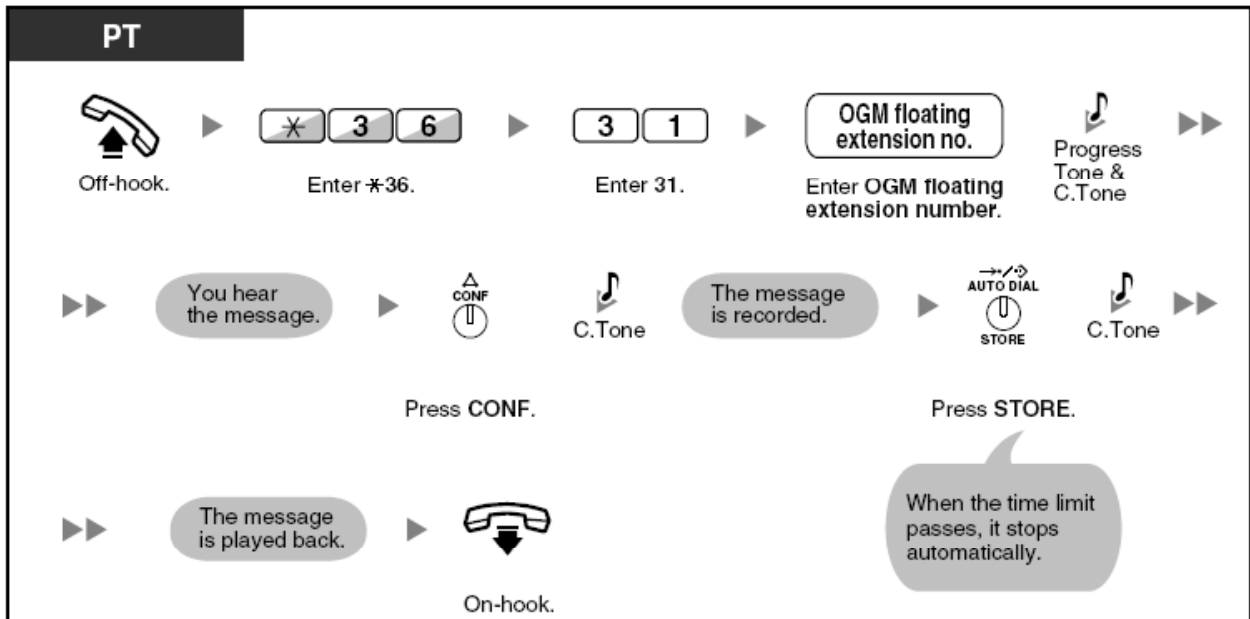 PT
✳ 3 6
3 1
OGM floating
extension no.
Progress
Tone &
C.Tone
Off-hook.
Enter ✳36.
Enter 31.
Enter OGM floating
extension number.
You hear
the message.
CONF
C.Tone
The message
is recorded.
AUTO DIAL
STORE
C.Tone
Press CONF.
Press STORE.
When the time limit
passes, it stops
automatically.
The message
is played back.
On-hook.